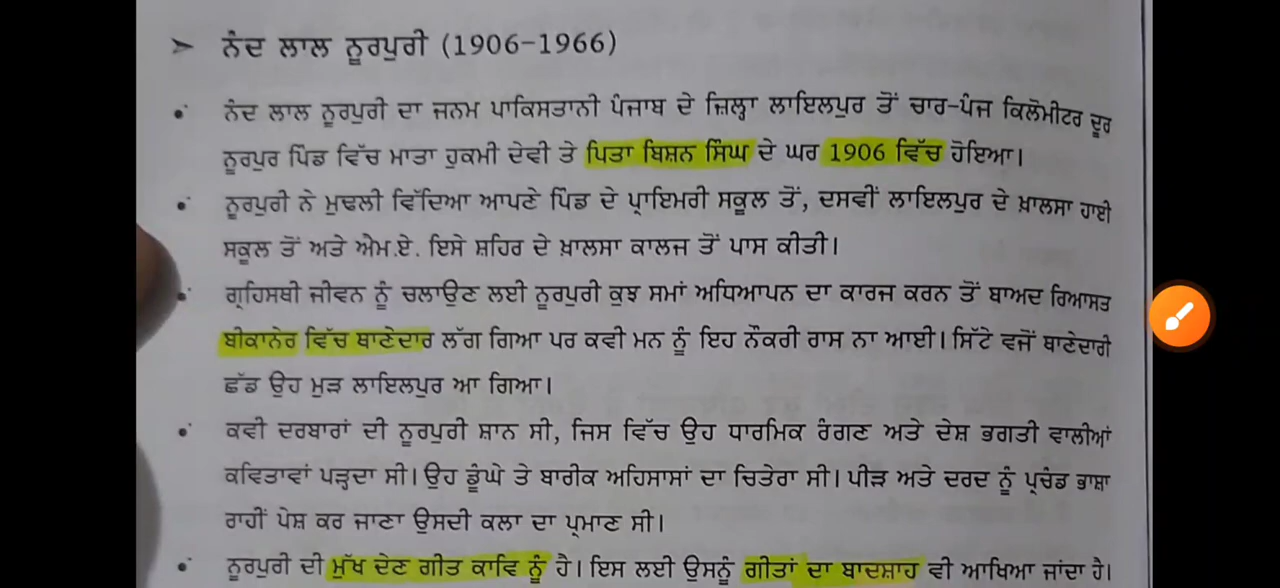 ➢ ਨੰਦ ਲਾਲ ਨੂਰਪੁਰੀ (1906-1966)
• ਨੰਦ ਲਾਲ ਨੂਰਪੁਰੀ ਦਾ ਜਨਮ ਪਾਕਿਸਤਾਨੀ ਪੰਜਾਬ ਦੇ ਜ਼ਿਲ੍ਹਾ ਲਾਇਲਪੁਰ ਤੋਂ ਚਾਰ-ਪੰਜ ਕਿਲੋਮੀਟਰ ਦੂਰ
ਨੂਰਪੁਰ ਪਿੰਡ ਵਿੱਚ ਮਾਤਾ ਹੁਕਮੀ ਦੇਵੀ ਤੇ ਪਿਤਾ ਬਿਸ਼ਨ ਸਿੰਘ ਦੇ ਘਰ 1906 ਵਿੱਚ ਹੋਇਆ।
• ਨੂਰਪੁਰੀ ਨੇ ਮੁਢਲੀ ਵਿੱਦਿਆ ਆਪਣੇ ਪਿੰਡ ਦੇ ਪ੍ਰਾਇਮਰੀ ਸਕੂਲ ਤੋਂ, ਦਸਵੀਂ ਲਾਇਲਪੁਰ ਦੇ ਖ਼ਾਲਸਾ ਹਾਈ
ਸਕੂਲ ਤੋਂ ਅਤੇ ਐਮ.ਏ. ਇਸੇ ਸ਼ਹਿਰ ਦੇ ਖ਼ਾਲਸਾ ਕਾਲਜ ਤੋਂ ਪਾਸ ਕੀਤੀ।
• ਗ੍ਰਹਿਸਥੀ ਜੀਵਨ ਨੂੰ ਚਲਾਉਣ ਲਈ ਨੂਰਪੁਰੀ ਕੁਝ ਸਮਾਂ ਅਧਿਆਪਨ ਦਾ ਕਾਰਜ ਕਰਨ ਤੋਂ ਬਾਅਦ ਰਿਆਸਤ
ਬੀਕਾਨੇਰ ਵਿੱਚ ਥਾਣੇਦਾਰ ਲੱਗ ਗਿਆ ਪਰ ਕਵੀ ਮਨ ਨੂੰ ਇਹ ਨੌਕਰੀ ਰਾਸ ਨਾ ਆਈ। ਸਿੱਟੇ ਵਜੋਂ ਥਾਣੇਦਾਰੀ
ਛੱਡ ਉਹ ਮੁੜ ਲਾਇਲਪੁਰ ਆ ਗਿਆ।
• ਕਵੀ ਦਰਬਾਰਾਂ ਦੀ ਨੂਰਪੁਰੀ ਸ਼ਾਨ ਸੀ, ਜਿਸ ਵਿੱਚ ਉਹ ਧਾਰਮਿਕ ਰੰਗਣ ਅਤੇ ਦੇਸ਼ ਭਗਤੀ ਵਾਲੀਆਂ
ਕਵਿਤਾਵਾਂ ਪੜ੍ਹਦਾ ਸੀ। ਉਹ ਡੂੰਘੇ ਤੇ ਬਾਰੀਕ ਅਹਿਸਾਸਾਂ ਦਾ ਚਿਤੇਰਾ ਸੀ। ਪੀੜ ਅਤੇ ਦਰਦ ਨੂੰ ਪ੍ਰਚੰਡ ਭਾਸ਼ਾ
ਰਾਹੀਂ ਪੇਸ਼ ਕਰ ਜਾਣਾ ਉਸਦੀ ਕਲਾ ਦਾ ਪ੍ਰਮਾਣ ਸੀ।
• ਨੂਰਪੁਰੀ ਦੀ ਮੁੱਖ ਦੇਣ ਗੀਤ ਕਾਵਿ ਨੂੰ ਹੈ। ਇਸ ਲਈ ਉਸਨੂੰ ਗੀਤਾਂ ਦਾ ਬਾਦਸ਼ਾਹ ਵੀ ਆਖਿਆ ਜਾਂਦਾ ਹੈ।